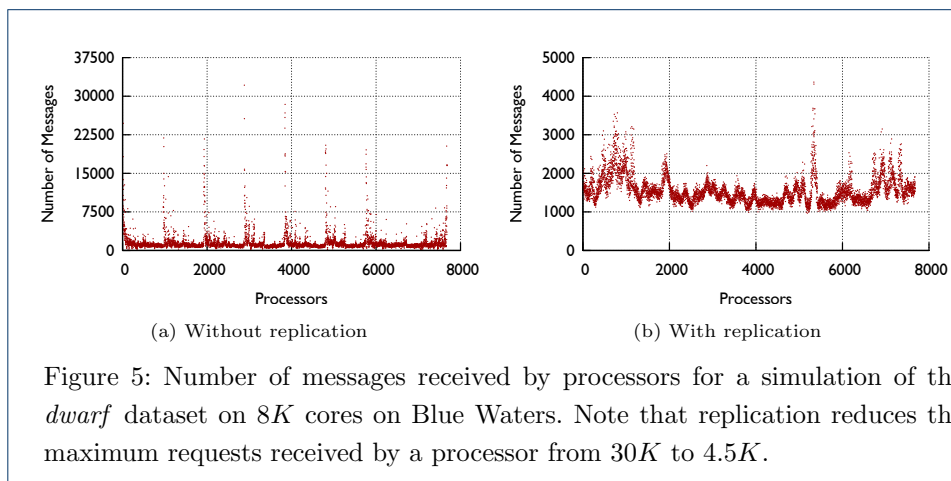 37500
30000
22500
15000
7500
0
Number of Messages
0 2000 4000 6000 8000
Processors
(a) Without replication
5000
4000
3000
2000
1000
0
Number of Messages
0 2000 4000 6000 8000
Processors
(b) With replication
Figure 5: Number of messages received by processors for a simulation of th
dwarf dataset on 8K cores on Blue Waters. Note that replication reduces th
maximum requests received by a processor from 30K to 4.5K.